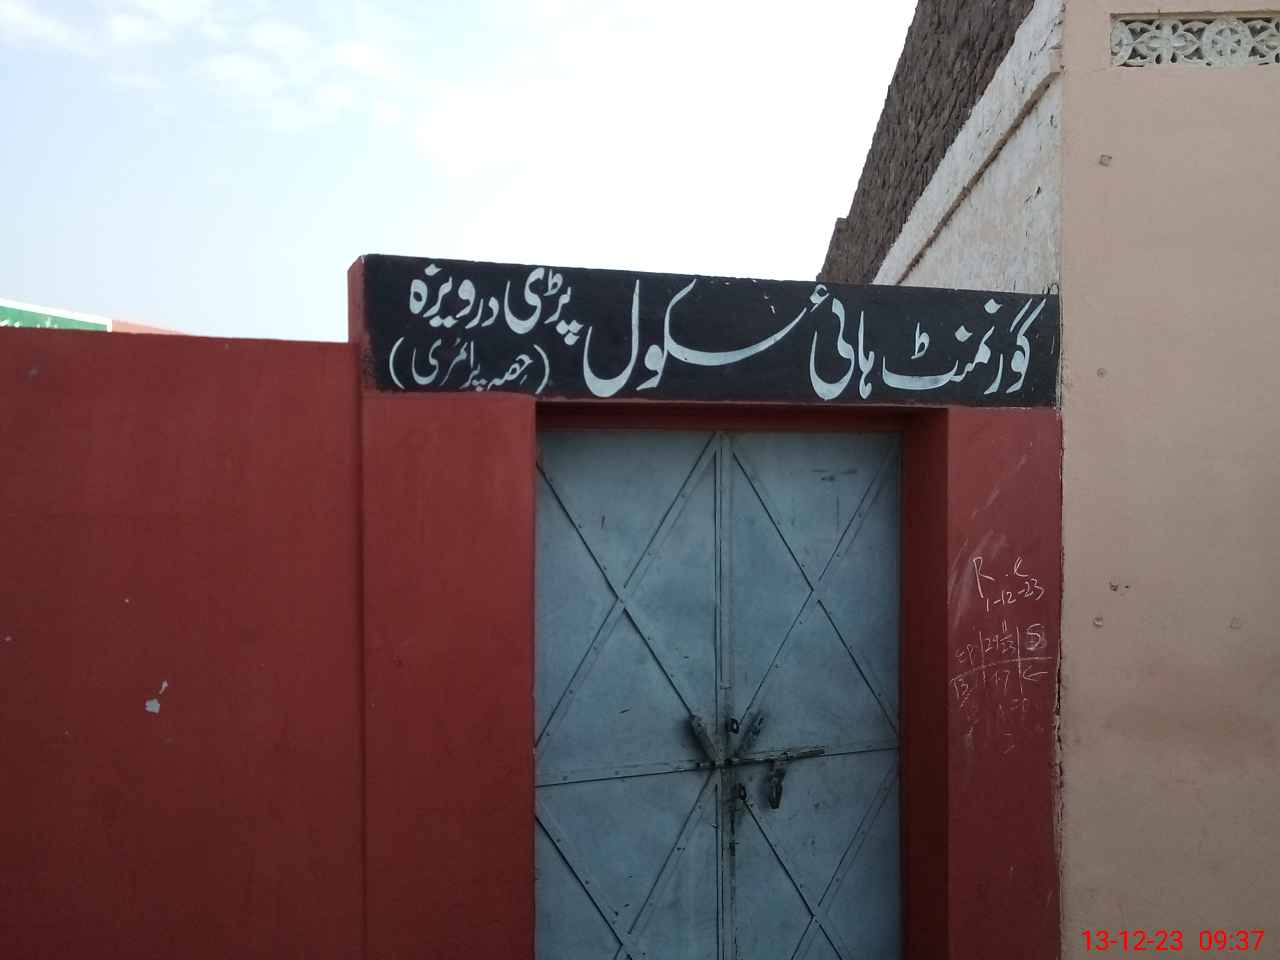 گورنمنٹ ہائی سکول پڑی درویزہ
(حصہ پرائمری)
R.C
1-12-23
13-12-23 09:37